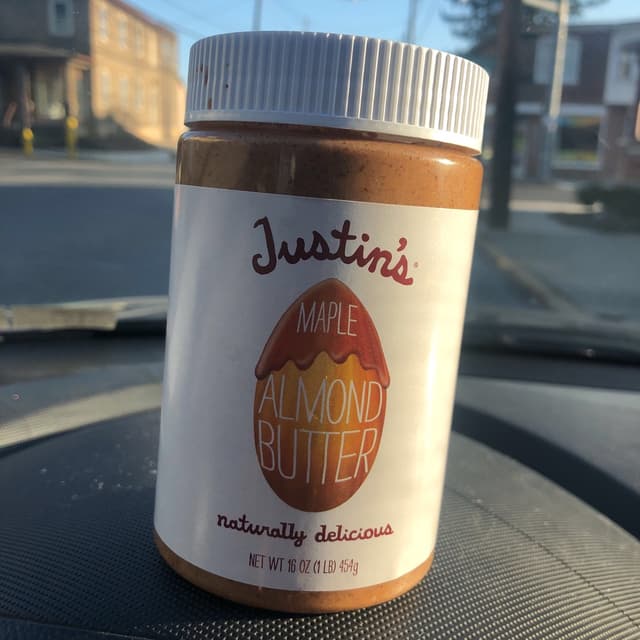 Justin's
MAPLE
ALMOND
BUTTER
naturally delicious
NET WT 16 OZ (1 LB) 454g